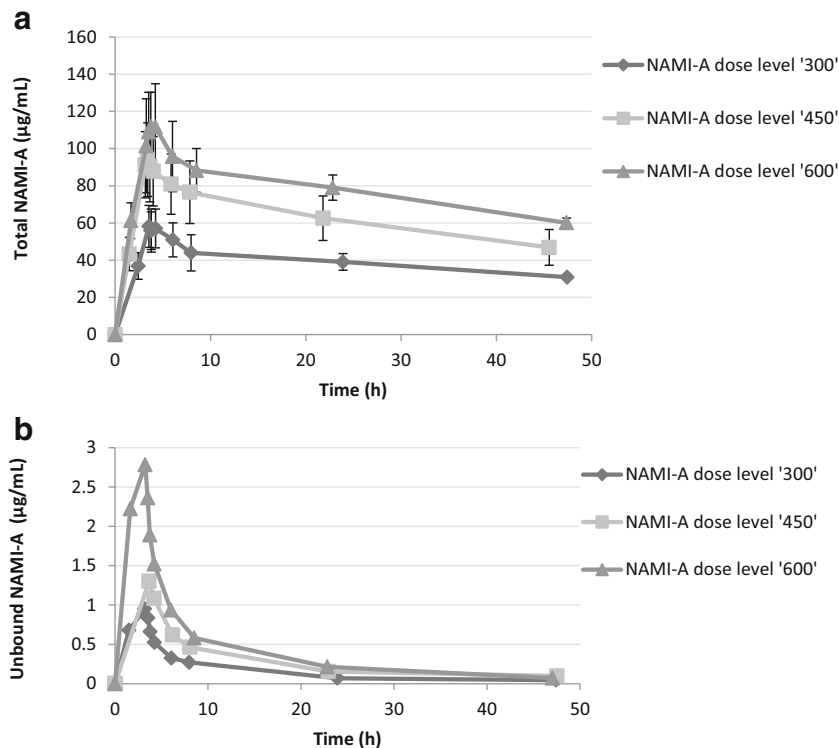 a
Total NAMI-A (µg/mL)
160
140
120
100
80
60
40
20
0
0 10 20 30 40 50
Time (h)
NAMI-A dose level '300'
NAMI-A dose level '450'
NAMI-A dose level '600'
b
Unbound NAMI-A (µg/mL)
3
2.5
2
1.5
1
0.5
0
0 10 20 30 40 50
Time (h)
NAMI-A dose level '300'
NAMI-A dose level '450'
NAMI-A dose level '600'